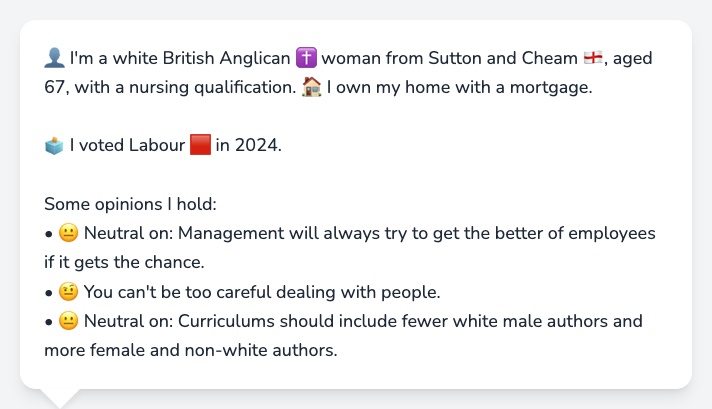 👤 I'm a white British Anglican ✝️ woman from Sutton and Cheam 🏴󠁧󠁢󠁥󠁮󠁧󠁿, aged
67, with a nursing qualification. 🏠 I own my home with a mortgage.
🗳️ I voted Labour 🟥 in 2024.
Some opinions I hold:
• 😐 Neutral on: Management will always try to get the better of employees
if it gets the chance.
• 🤨 You can't be too careful dealing with people.
• 😐 Neutral on: Curriculums should include fewer white male authors and
more female and non-white authors.